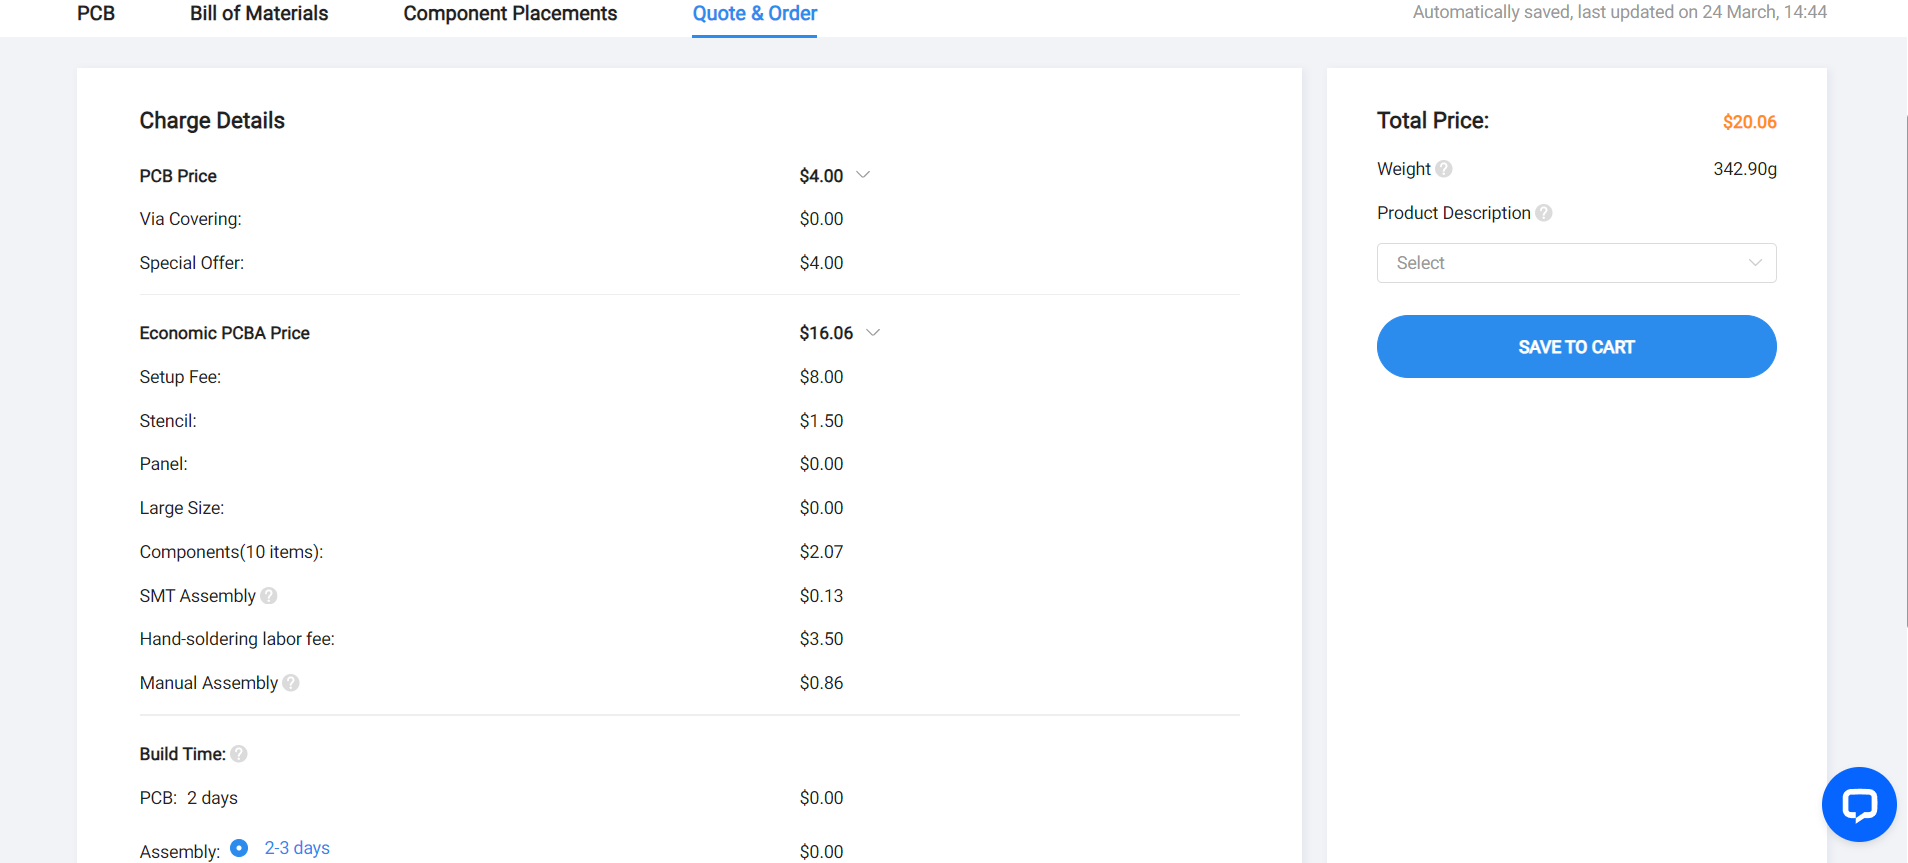 PCB Bill of Materials Component Placements Quote & Order Automatically saved, last updated on 24 March, 14:44
Charge Details
PCB Price $4.00
Via Covering: $0.00
Special Offer: $4.00
Economic PCBA Price $16.06
Setup Fee: $8.00
Stencil: $1.50
Panel: $0.00
Large Size: $0.00
Components(10 items): $2.07
SMT Assembly ? $0.13
Hand-soldering labor fee: $3.50
Manual Assembly ? $0.86
Build Time: ?
PCB: 2 days $0.00
Assembly: 2-3 days $0.00
Total Price: $20.06
Weight ? 342.90g
Product Description ?
Select
SAVE TO CART